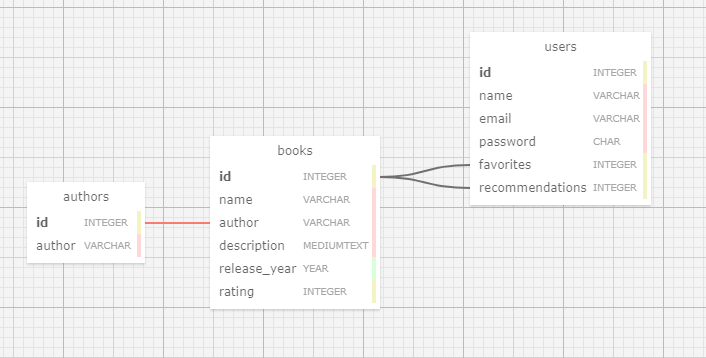 users
id INTEGER
name VARCHAR
email VARCHAR
password CHAR
favorites INTEGER
recommendations INTEGER
books
id INTEGER
name VARCHAR
author VARCHAR
description MEDIUMTEXT
release_year YEAR
rating INTEGER
authors
id INTEGER
author VARCHAR